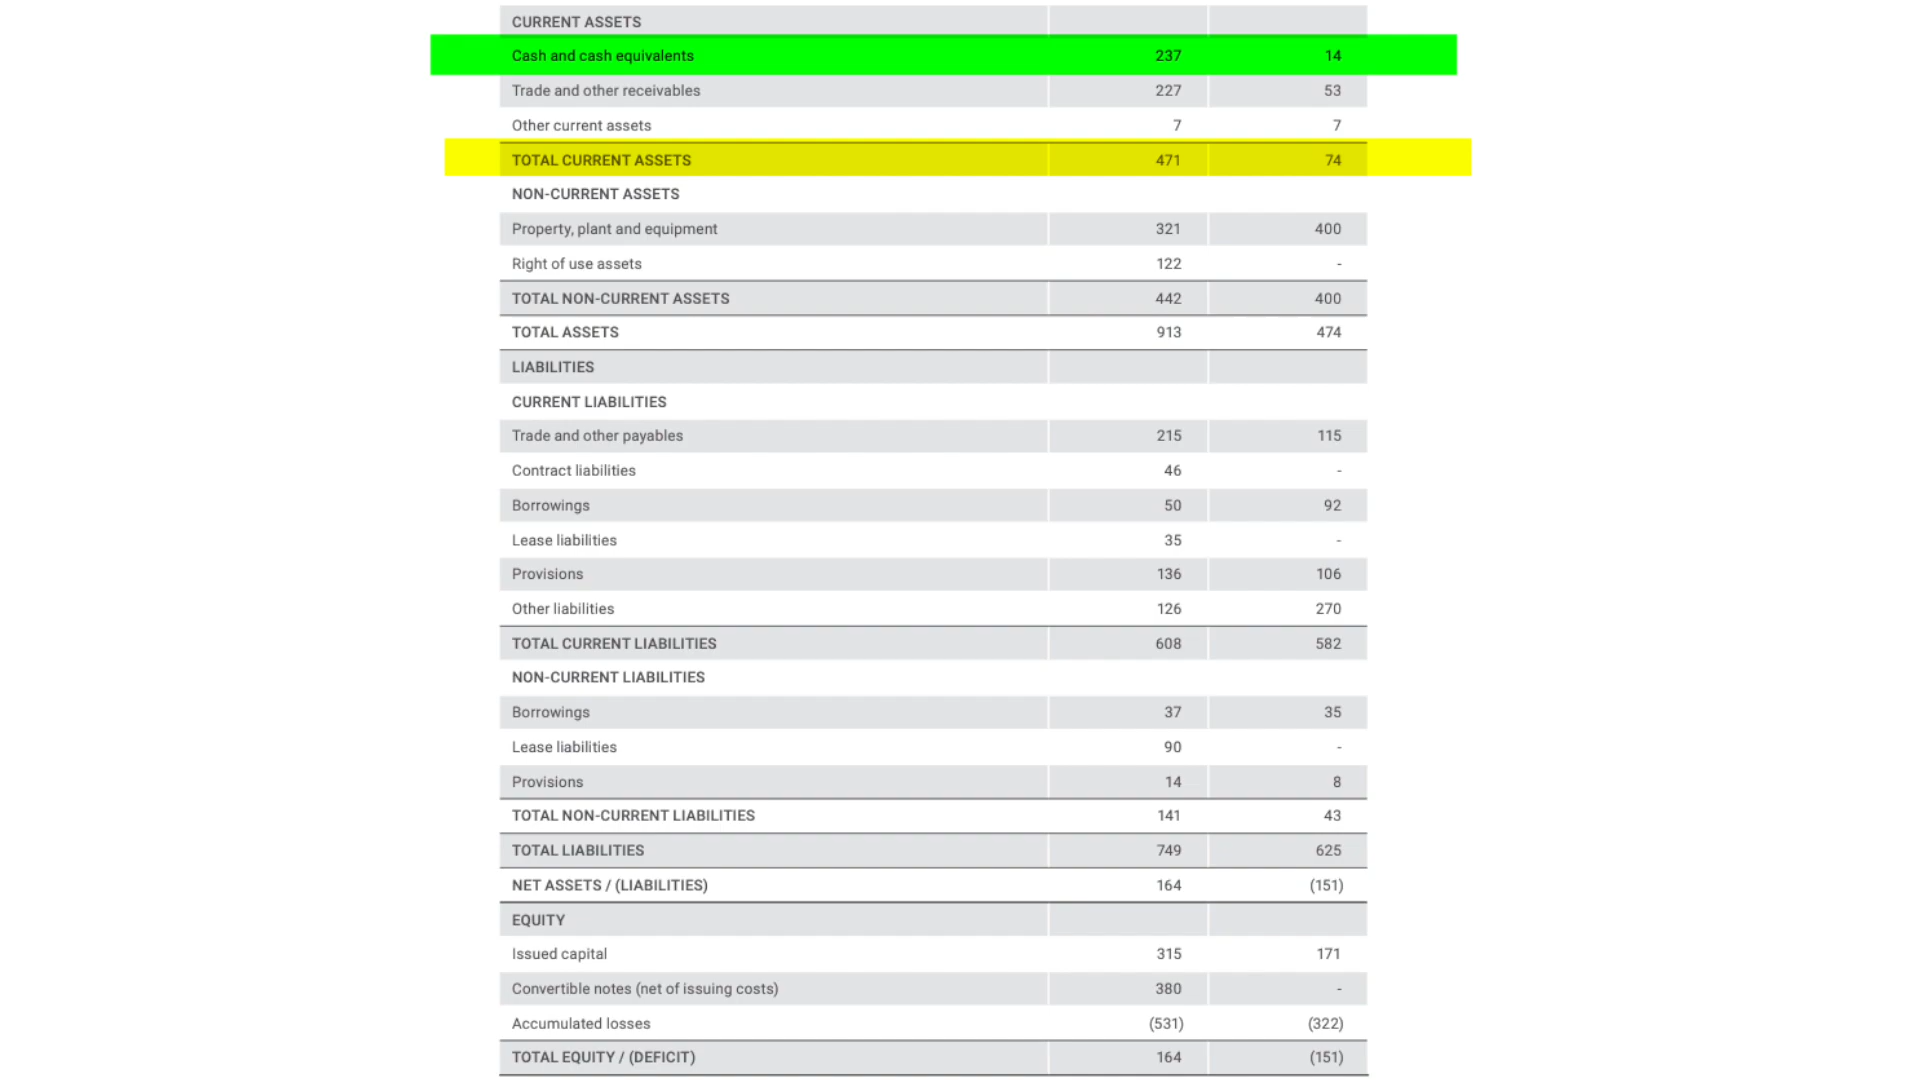 CURRENT ASSETS
Cash and cash equivalents 237 14
Trade and other receivables 227 53
Other current assets 7 7
TOTAL CURRENT ASSETS 471 74
NON-CURRENT ASSETS
Property, plant and equipment 321 400
Right of use assets 122 -
TOTAL NON-CURRENT ASSETS 442 400
TOTAL ASSETS 913 474
LIABILITIES
CURRENT LIABILITIES
Trade and other payables 215 115
Contract liabilities 46 -
Borrowings 50 92
Lease liabilities 35 -
Provisions 136 106
Other liabilities 126 270
TOTAL CURRENT LIABILITIES 608 582
NON-CURRENT LIABILITIES
Borrowings 37 35
Lease liabilities 90 -
Provisions 14 8
TOTAL NON-CURRENT LIABILITIES 141 43
TOTAL LIABILITIES 749 625
NET ASSETS / (LIABILITIES) 164 (151)
EQUITY
Issued capital 315 171
Convertible notes (net of issuing costs) 380 -
Accumulated losses (531) (322)
TOTAL EQUITY / (DEFICIT) 164 (151)